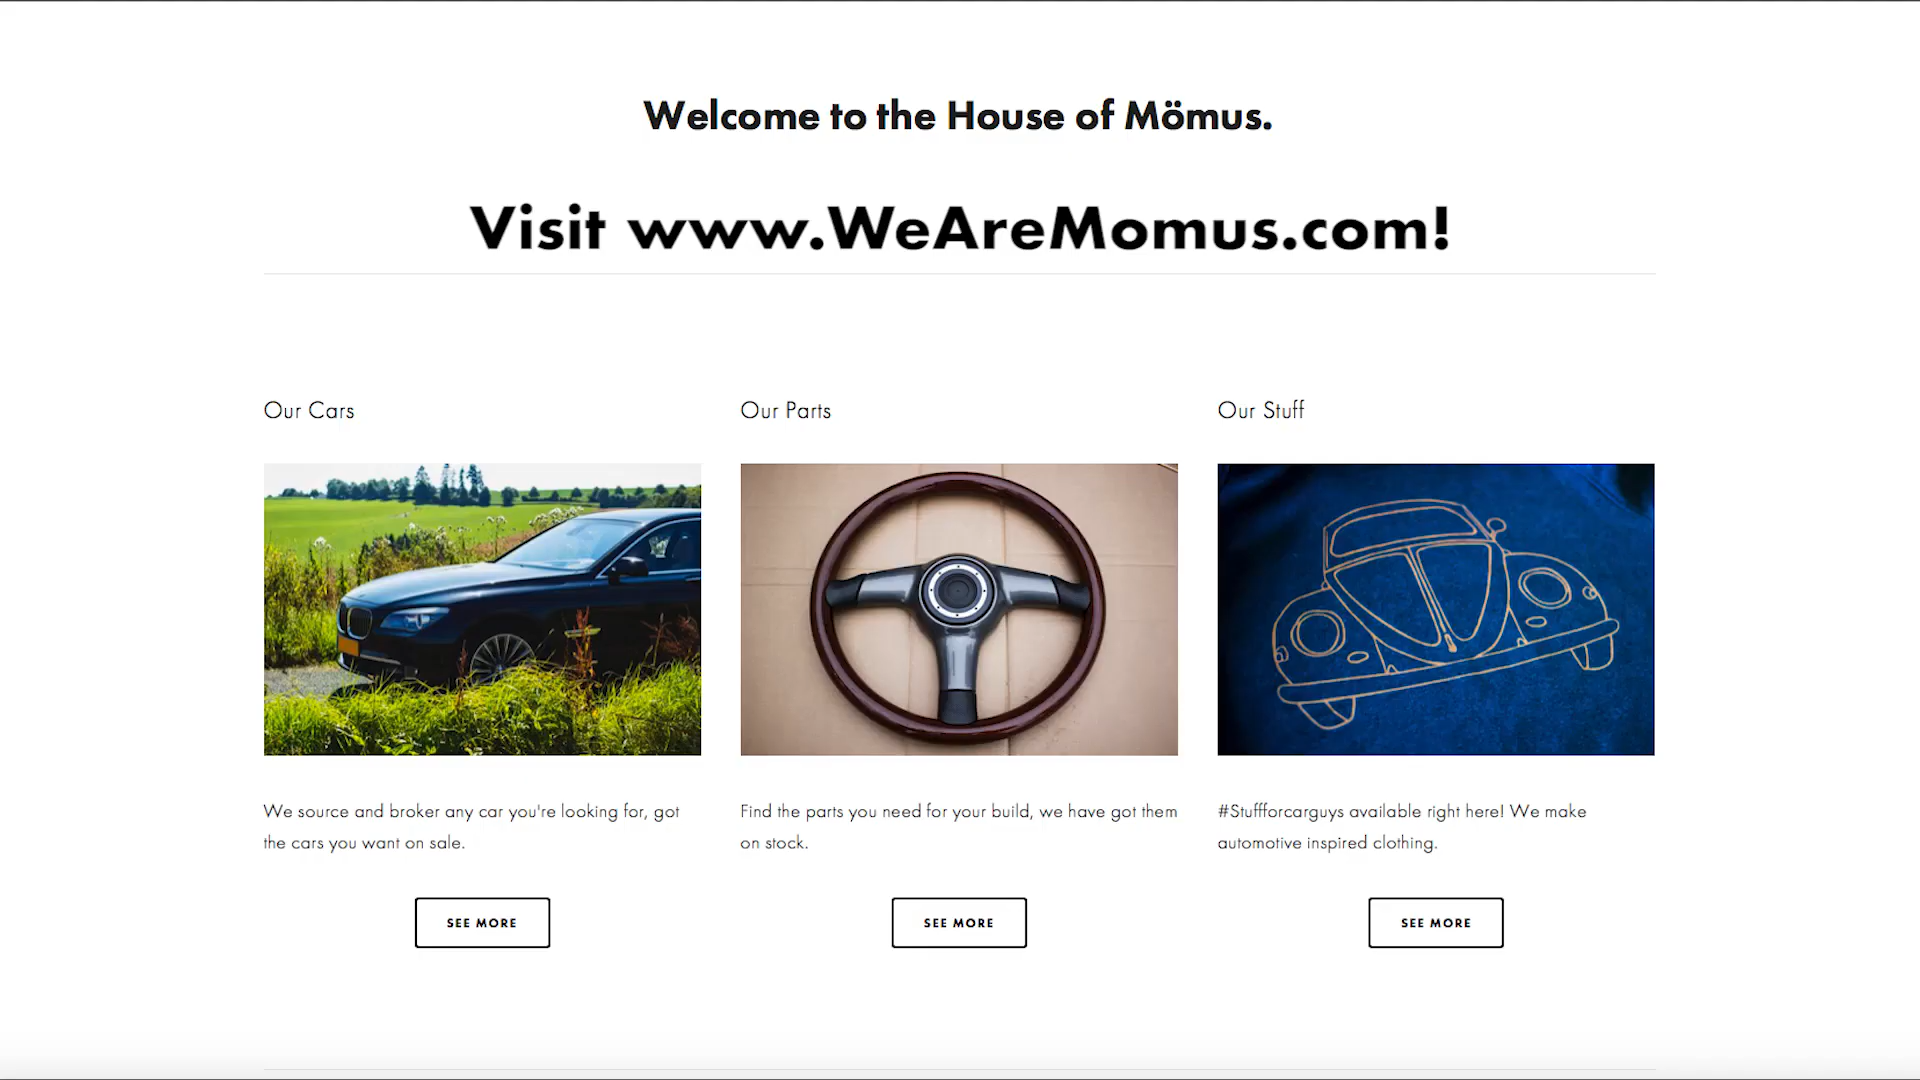 Welcome to the House of Mömus.
Visit www.WeAreMomus.com!
Our Cars
We source and broker any car you're looking for, got
the cars you want on sale.
SEE MORE
Our Parts
Find the parts you need for your build, we have got them
on stock.
SEE MORE
Our Stuff
#Stuffforcarguys available right here! We make
automotive inspired clothing.
SEE MORE